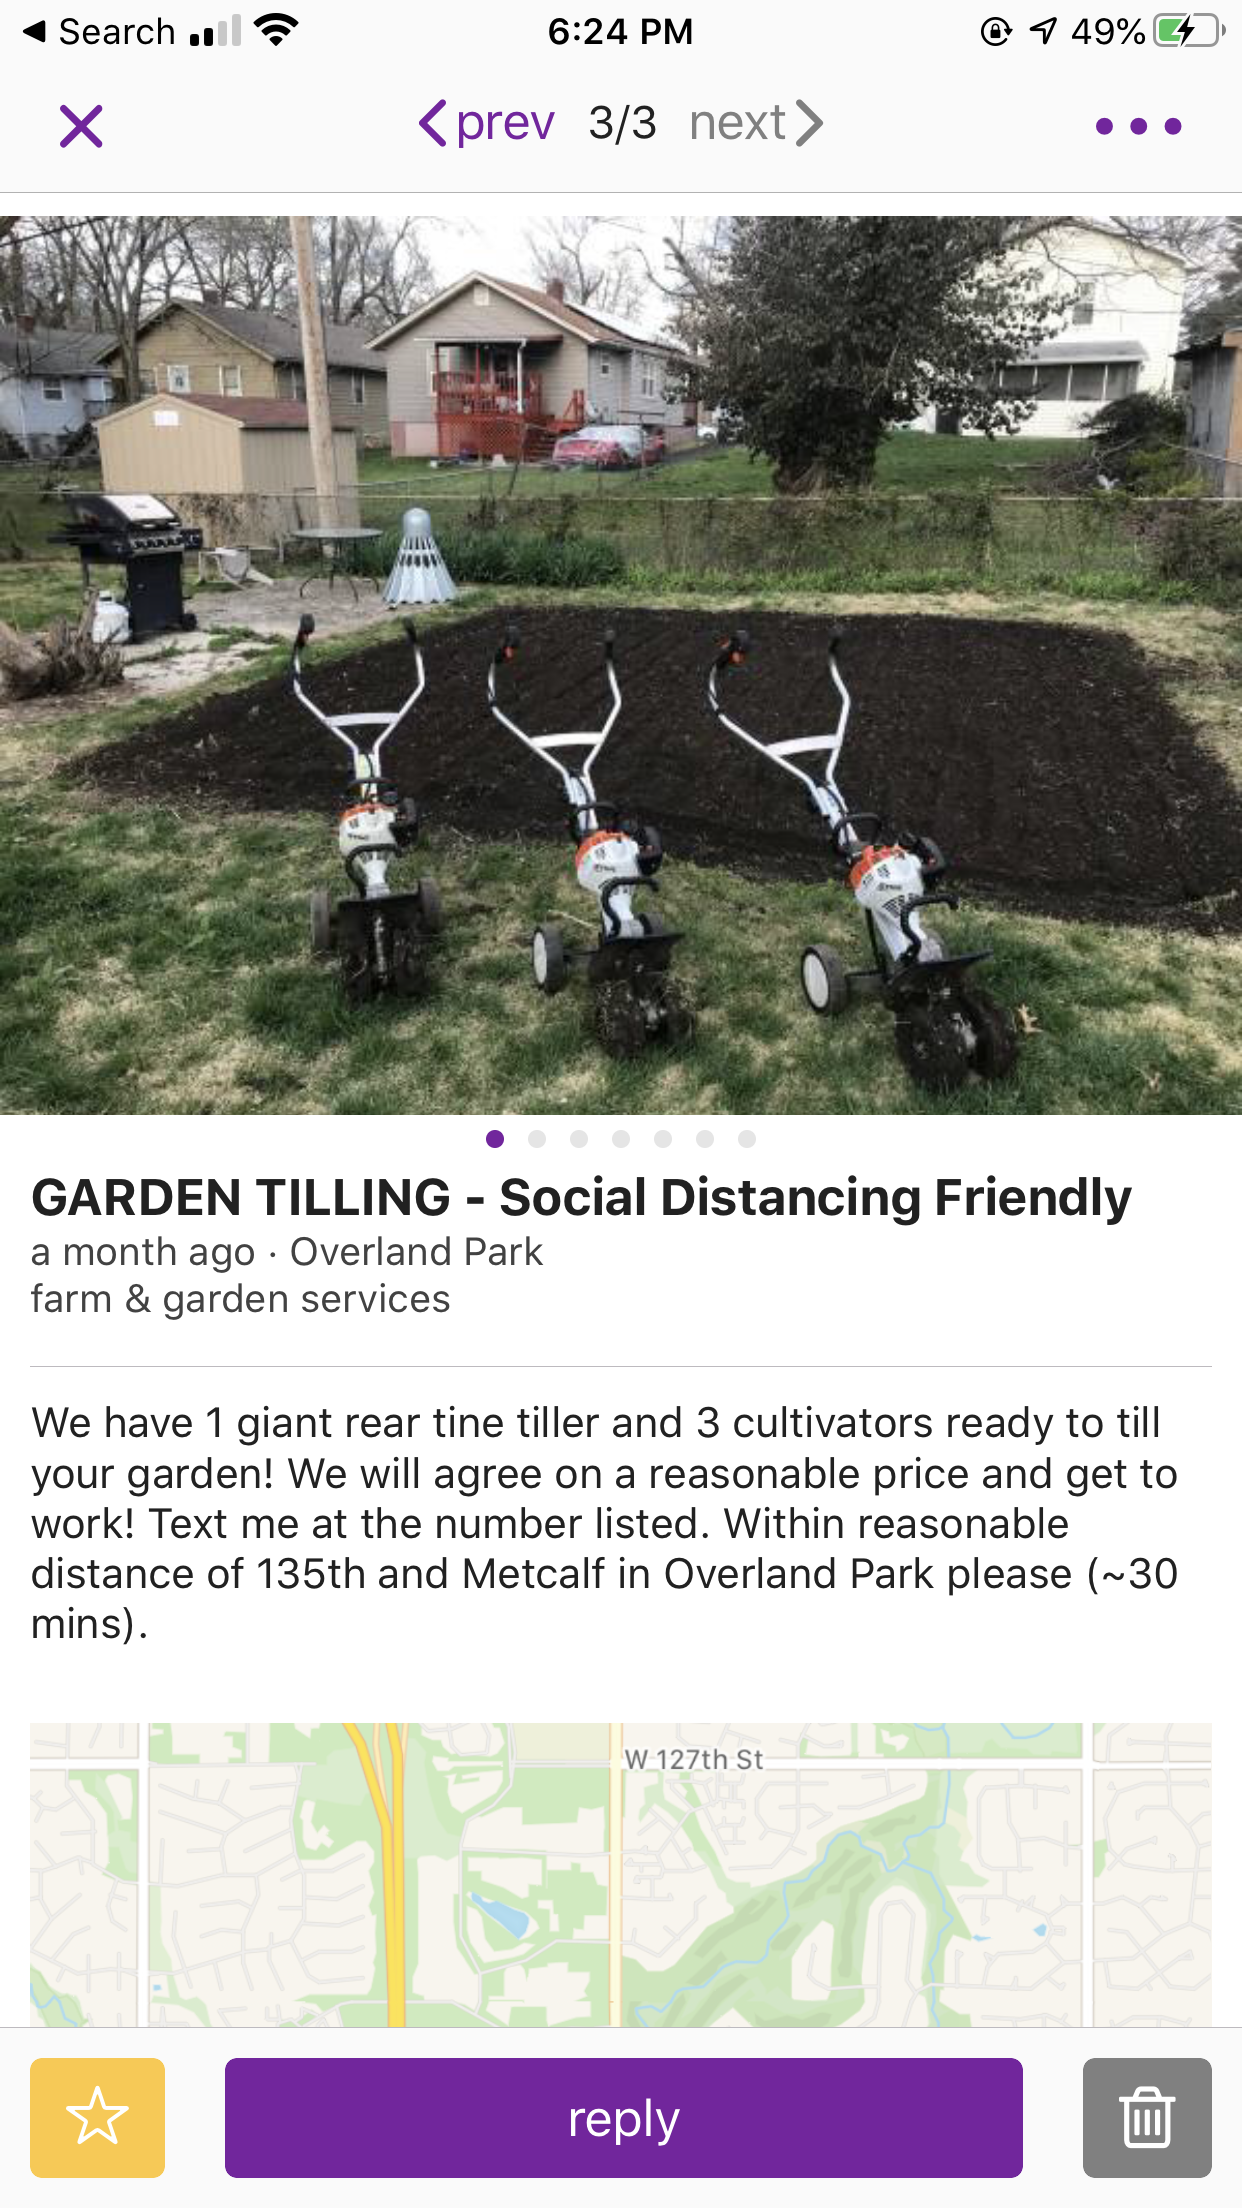 Search
6:24 PM
49%
prev 3/3 next
GARDEN TILLING - Social Distancing Friendly
a month ago · Overland Park
farm & garden services
We have 1 giant rear tine tiller and 3 cultivators ready to till
your garden! We will agree on a reasonable price and get to
work! Text me at the number listed. Within reasonable
distance of 135th and Metcalf in Overland Park please (~30
mins).
W 127th St
reply